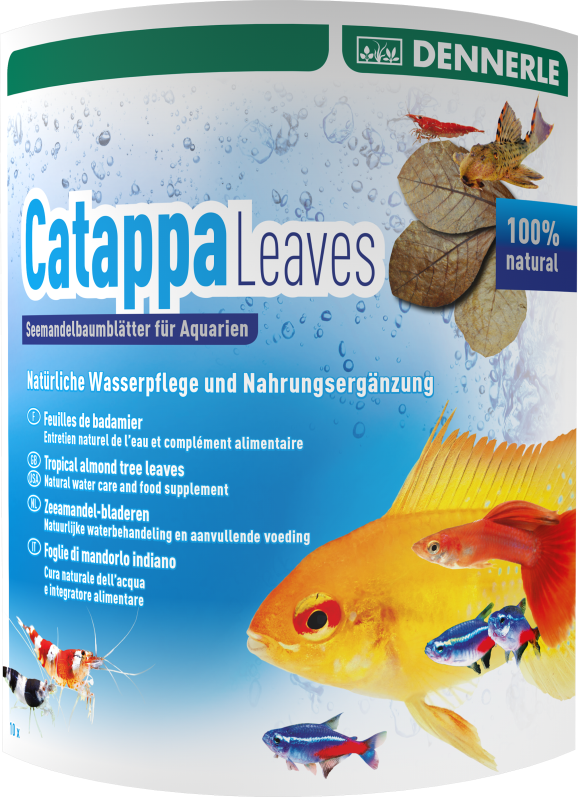 DENNERLE
Catappa Leaves
100%
natural
Seemandelbaumblätter für Aquarien
Natürliche Wasserpflege und Nahrungsergänzung
F Feuilles de badamier
Entretien naturel de l'eau et complément alimentaire
GB Tropical almond tree leaves
USA Natural water care and food supplement
NL Zeeamandel-bladeren
Natuurlijke waterbehandeling en aanvullende voeding
IT Foglie di mandorlo indiano
Cura naturale dell'acqua
e integratore alimentare
10 x